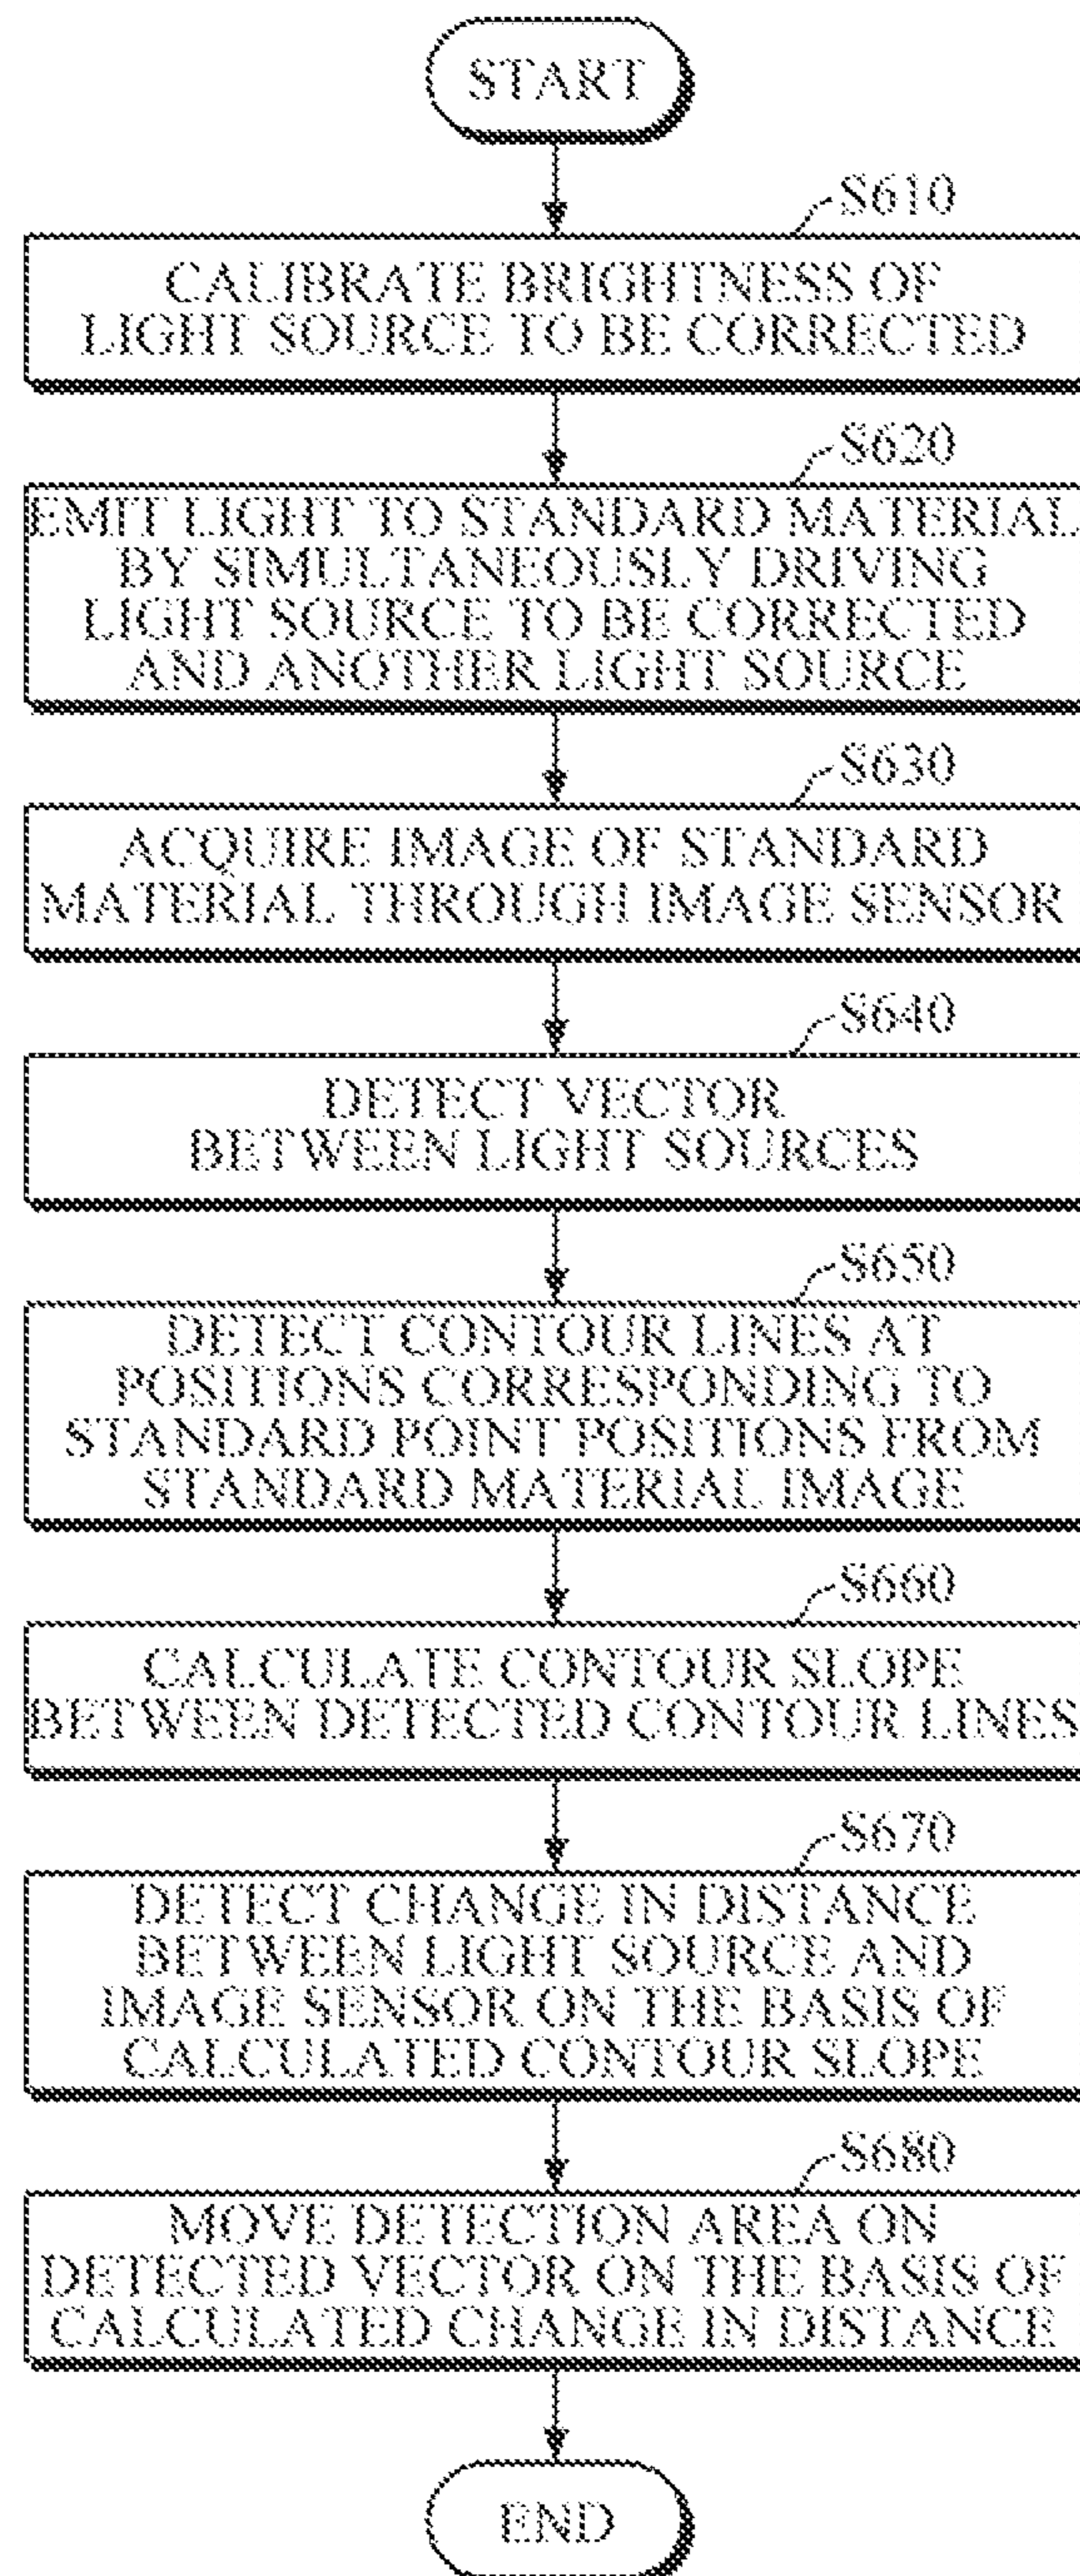 START
S610
CALIBRATE BRIGHTNESS OF
LIGHT SOURCE TO BE CORRECTED
S620
EMIT LIGHT TO STANDARD MATERIAL
BY SIMULTANEOUSLY DRIVING
LIGHT SOURCE TO BE CORRECTED
AND ANOTHER LIGHT SOURCE
S630
ACQUIRE IMAGE OF STANDARD
MATERIAL THROUGH IMAGE SENSOR
S640
DETECT VECTOR
BETWEEN LIGHT SOURCES
S650
DETECT CONTOUR LINES AT
POSITIONS CORRESPONDING TO
STANDARD POINT POSITIONS FROM
STANDARD MATERIAL IMAGE
S660
CALCULATE CONTOUR SLOPE
BETWEEN DETECTED CONTOUR LINES
S670
DETECT CHANGE IN DISTANCE
BETWEEN LIGHT SOURCE AND
IMAGE SENSOR ON THE BASIS OF
CALCULATED CONTOUR SLOPE
S680
MOVE DETECTION AREA ON
DETECTED VECTOR ON THE BASIS OF
CALCULATED CHANGE IN DISTANCE
END